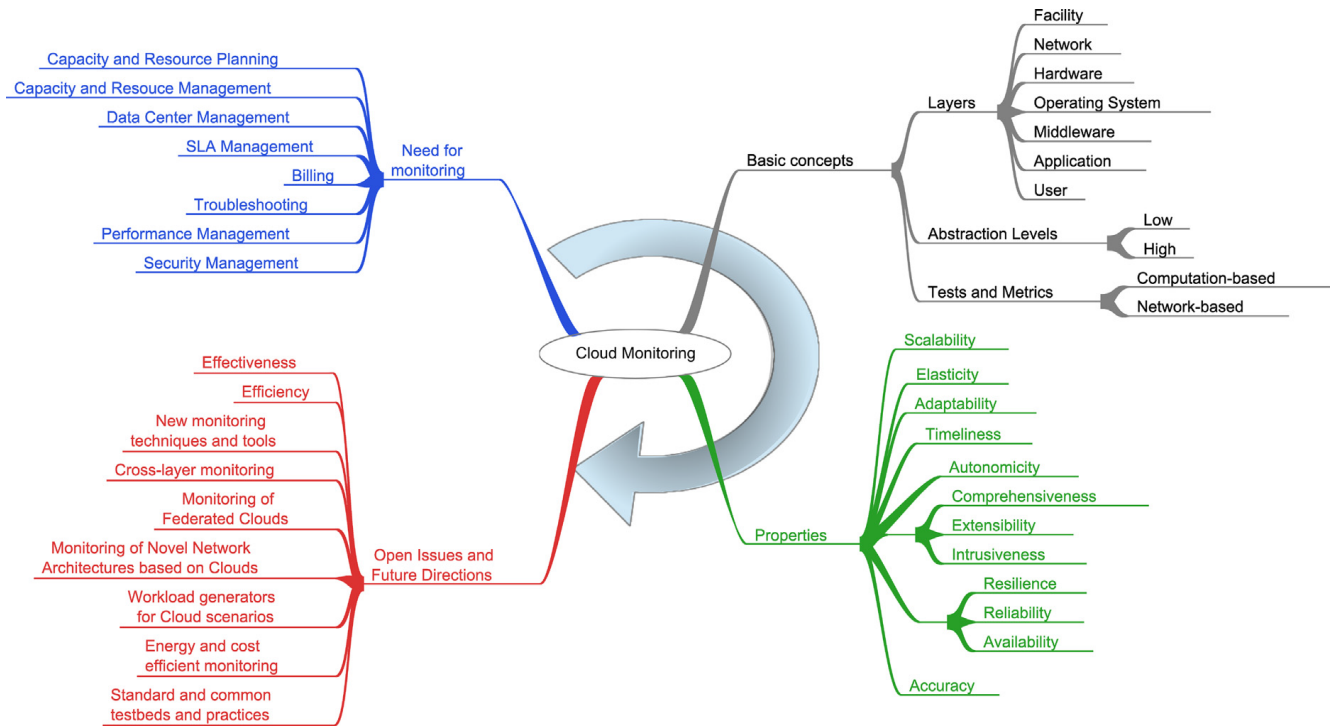 Capacity and Resource Planning
Capacity and Resouce Management
Data Center Management
SLA Management
Billing
Troubleshooting
Performance Management
Security Management
Need for
monitoring
Basic concepts
Layers
Facility
Network
Hardware
Operating System
Middleware
Application
User
Abstraction Levels
Low
High
Tests and Metrics
Computation-based
Network-based
Cloud Monitoring
Effectiveness
Efficiency
New monitoring
techniques and tools
Cross-layer monitoring
Monitoring of
Federated Clouds
Monitoring of Novel Network
Architectures based on Clouds
Workload generators
for Cloud scenarios
Energy and cost
efficient monitoring
Standard and common
testbeds and practices
Open Issues and
Future Directions
Properties
Scalability
Elasticity
Adaptability
Timeliness
Autonomicity
Comprehensiveness
Extensibility
Intrusiveness
Resilience
Reliability
Availability
Accuracy